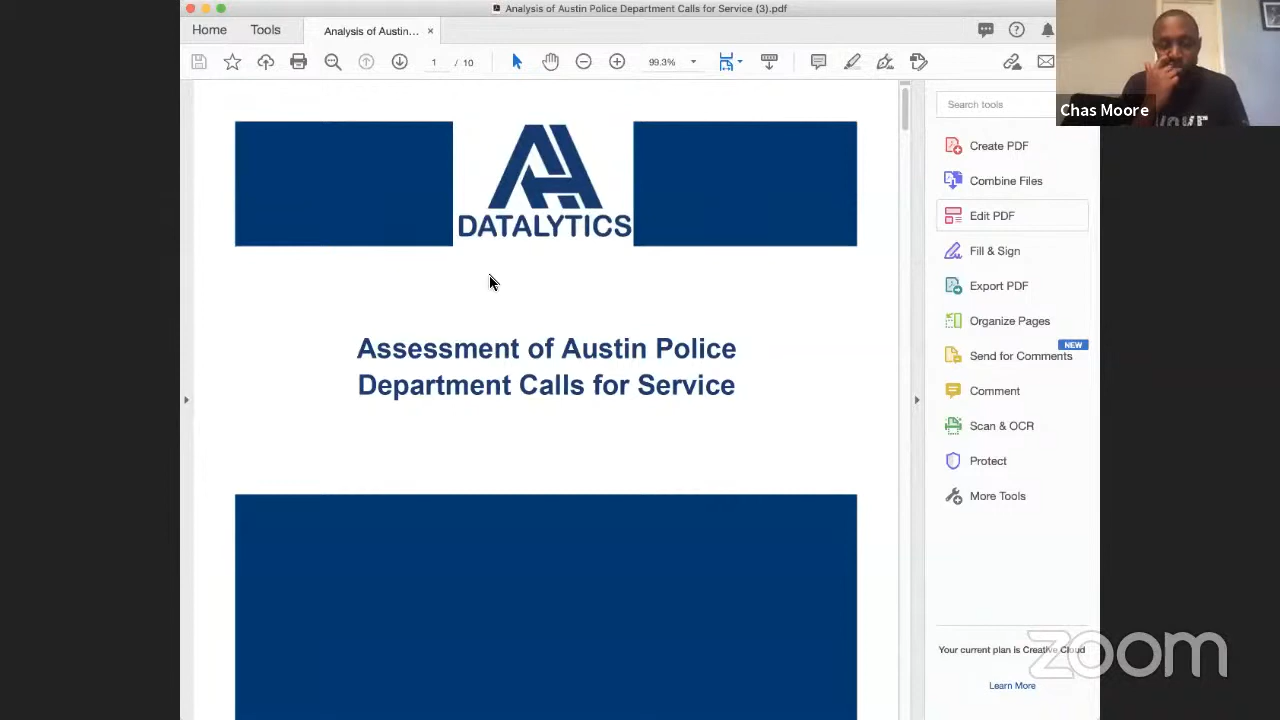 Analysis of Austin Police Department Calls for Service (3).pdf
Home
Tools
Analysis of Austin...
×
1 / 10
99.3%
Chas Moore
Search tools
DATALYTICS
Create PDF
Combine Files
Edit PDF
Fill & Sign
Export PDF
Organize Pages
NEW
Send for Comments
Comment
Scan & OCR
Protect
More Tools
Assessment of Austin Police
Department Calls for Service
Your current plan is Creative Cloud
Learn More
zoom